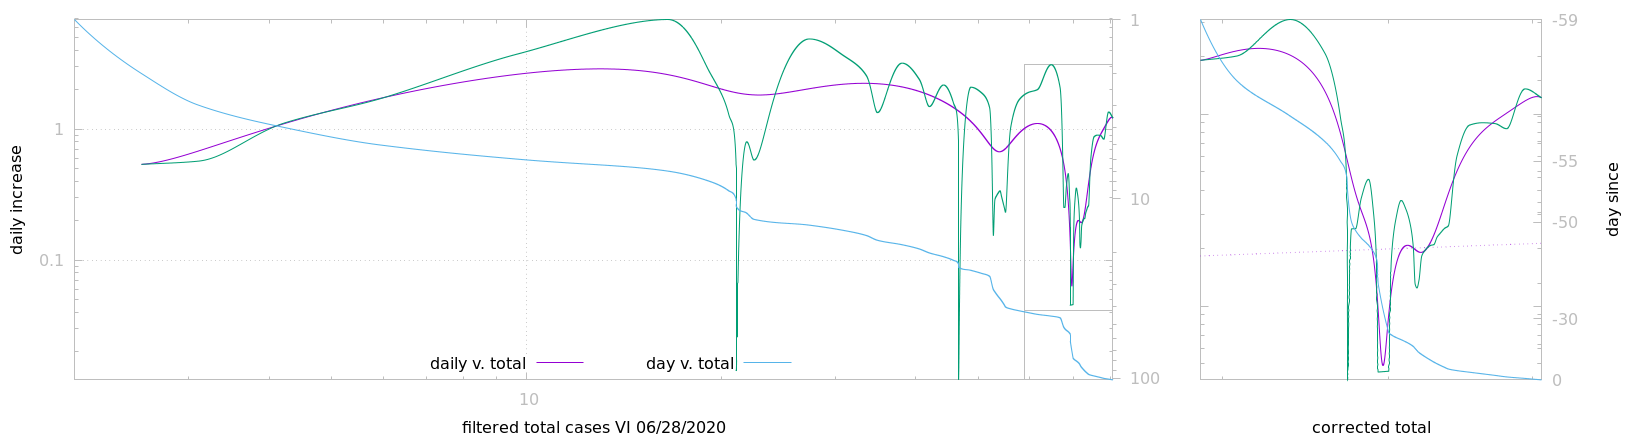 1
-59
daily increase
1
0.1
10
-55
-50
day since
-30
daily v. total
day v. total
100
0
10
filtered total cases VI 06/28/2020
corrected total